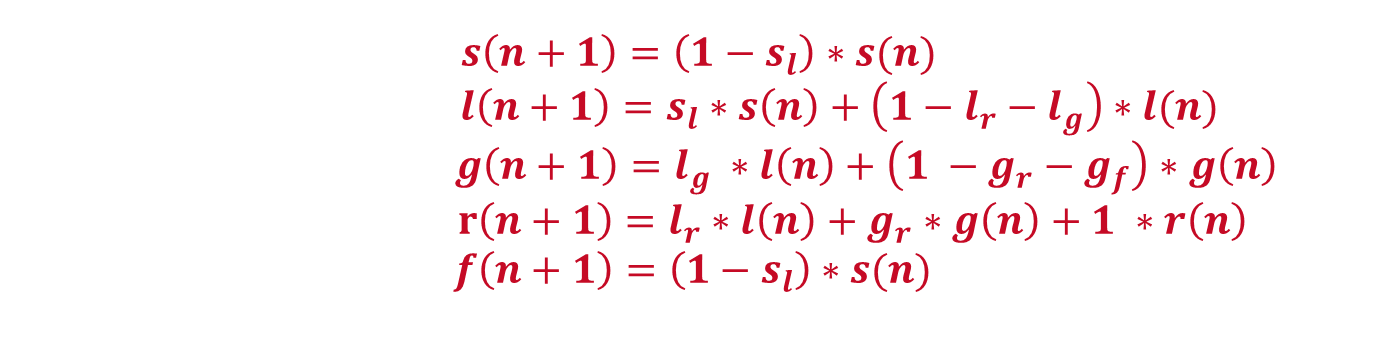 s(n + 1) = (1 − s_l) * s(n)
l(n + 1) = s_l * s(n) + (1 − l_r − l_g) * l(n)
g(n + 1) = l_g * l(n) + (1 − g_r − g_f) * g(n)
r(n + 1) = l_r * l(n) + g_r * g(n) + 1 * r(n)
f(n + 1) = (1 − s_l) * s(n)